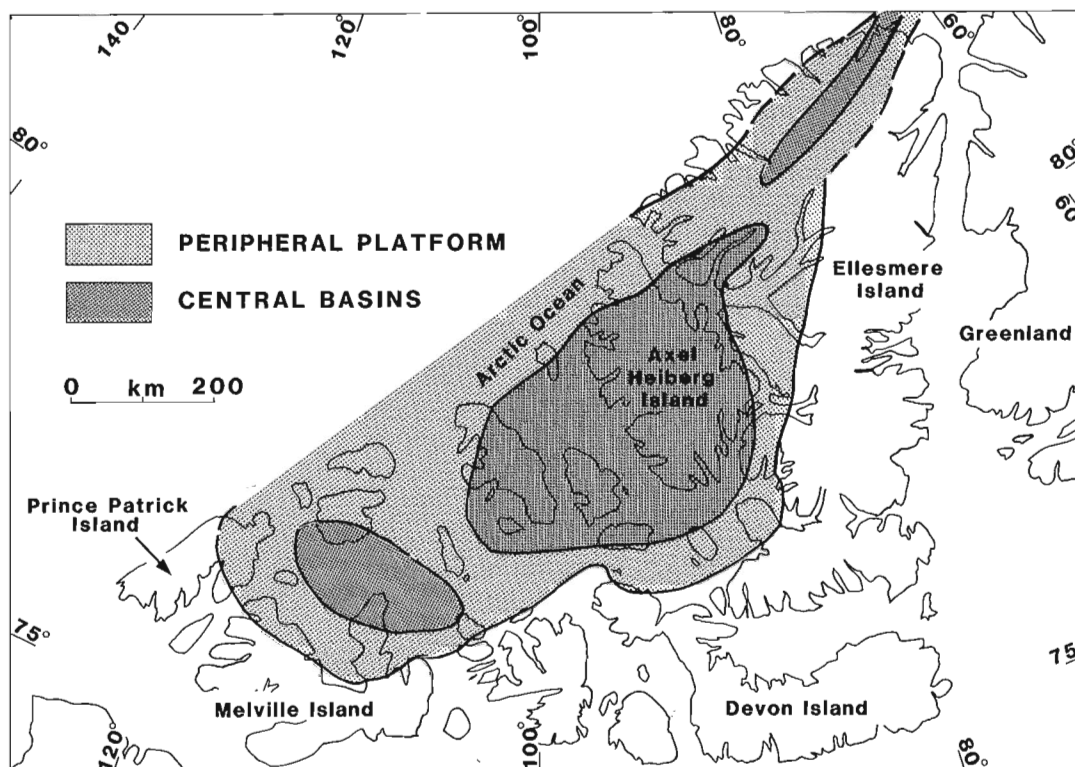 140
120°
100
80°
60°
80°
80°
60
PERIPHERAL PLATFORM
CENTRAL BASINS
0 km 200
Arctic Ocean
Axel
Heiberg
Island
Ellesmere
Island
Greenland
Prince Patrick
Island
75°
75
Melville Island
Devon Island
120°
100°
80°